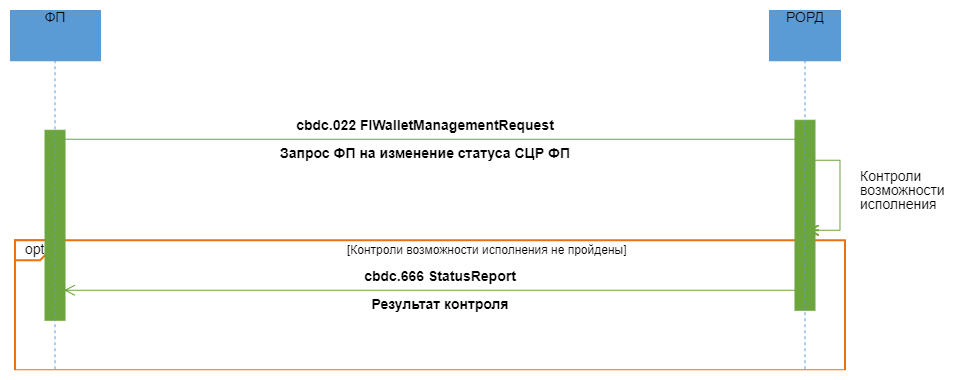 ФП
РОРД
cbdc.022 FIWalletManagementRequest
Запрос ФП на изменение статуса СЦР ФП
Контроли
возможности
исполнения
opt
[Контроли возможности исполнения не пройдены]
cbdc.666 StatusReport
Результат контроля